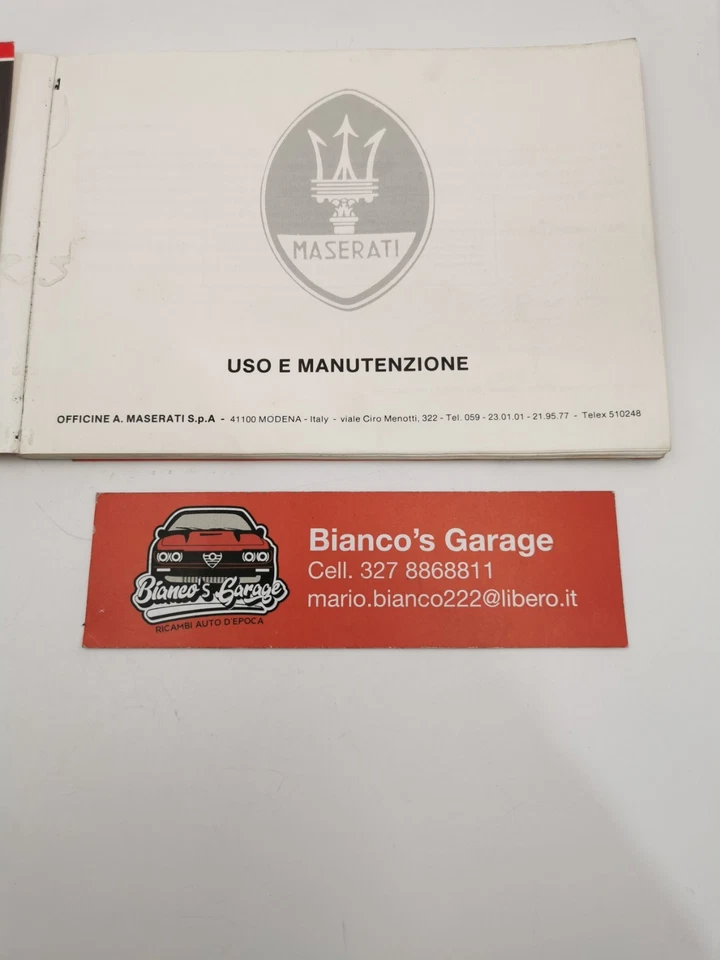 MASERATI
USO E MANUTENZIONE
OFFICINE A. MASERATI S.p.A - 41100 MODENA - Italy - viale Ciro Menotti, 322 - Tel. 059 - 23.01.01 - 21.95.77 - Telex 510248
Bianco's Garage
RICAMBI AUTO D'EPOCA
Bianco's Garage
Cell. 327 8868811
mario.bianco222@libero.it